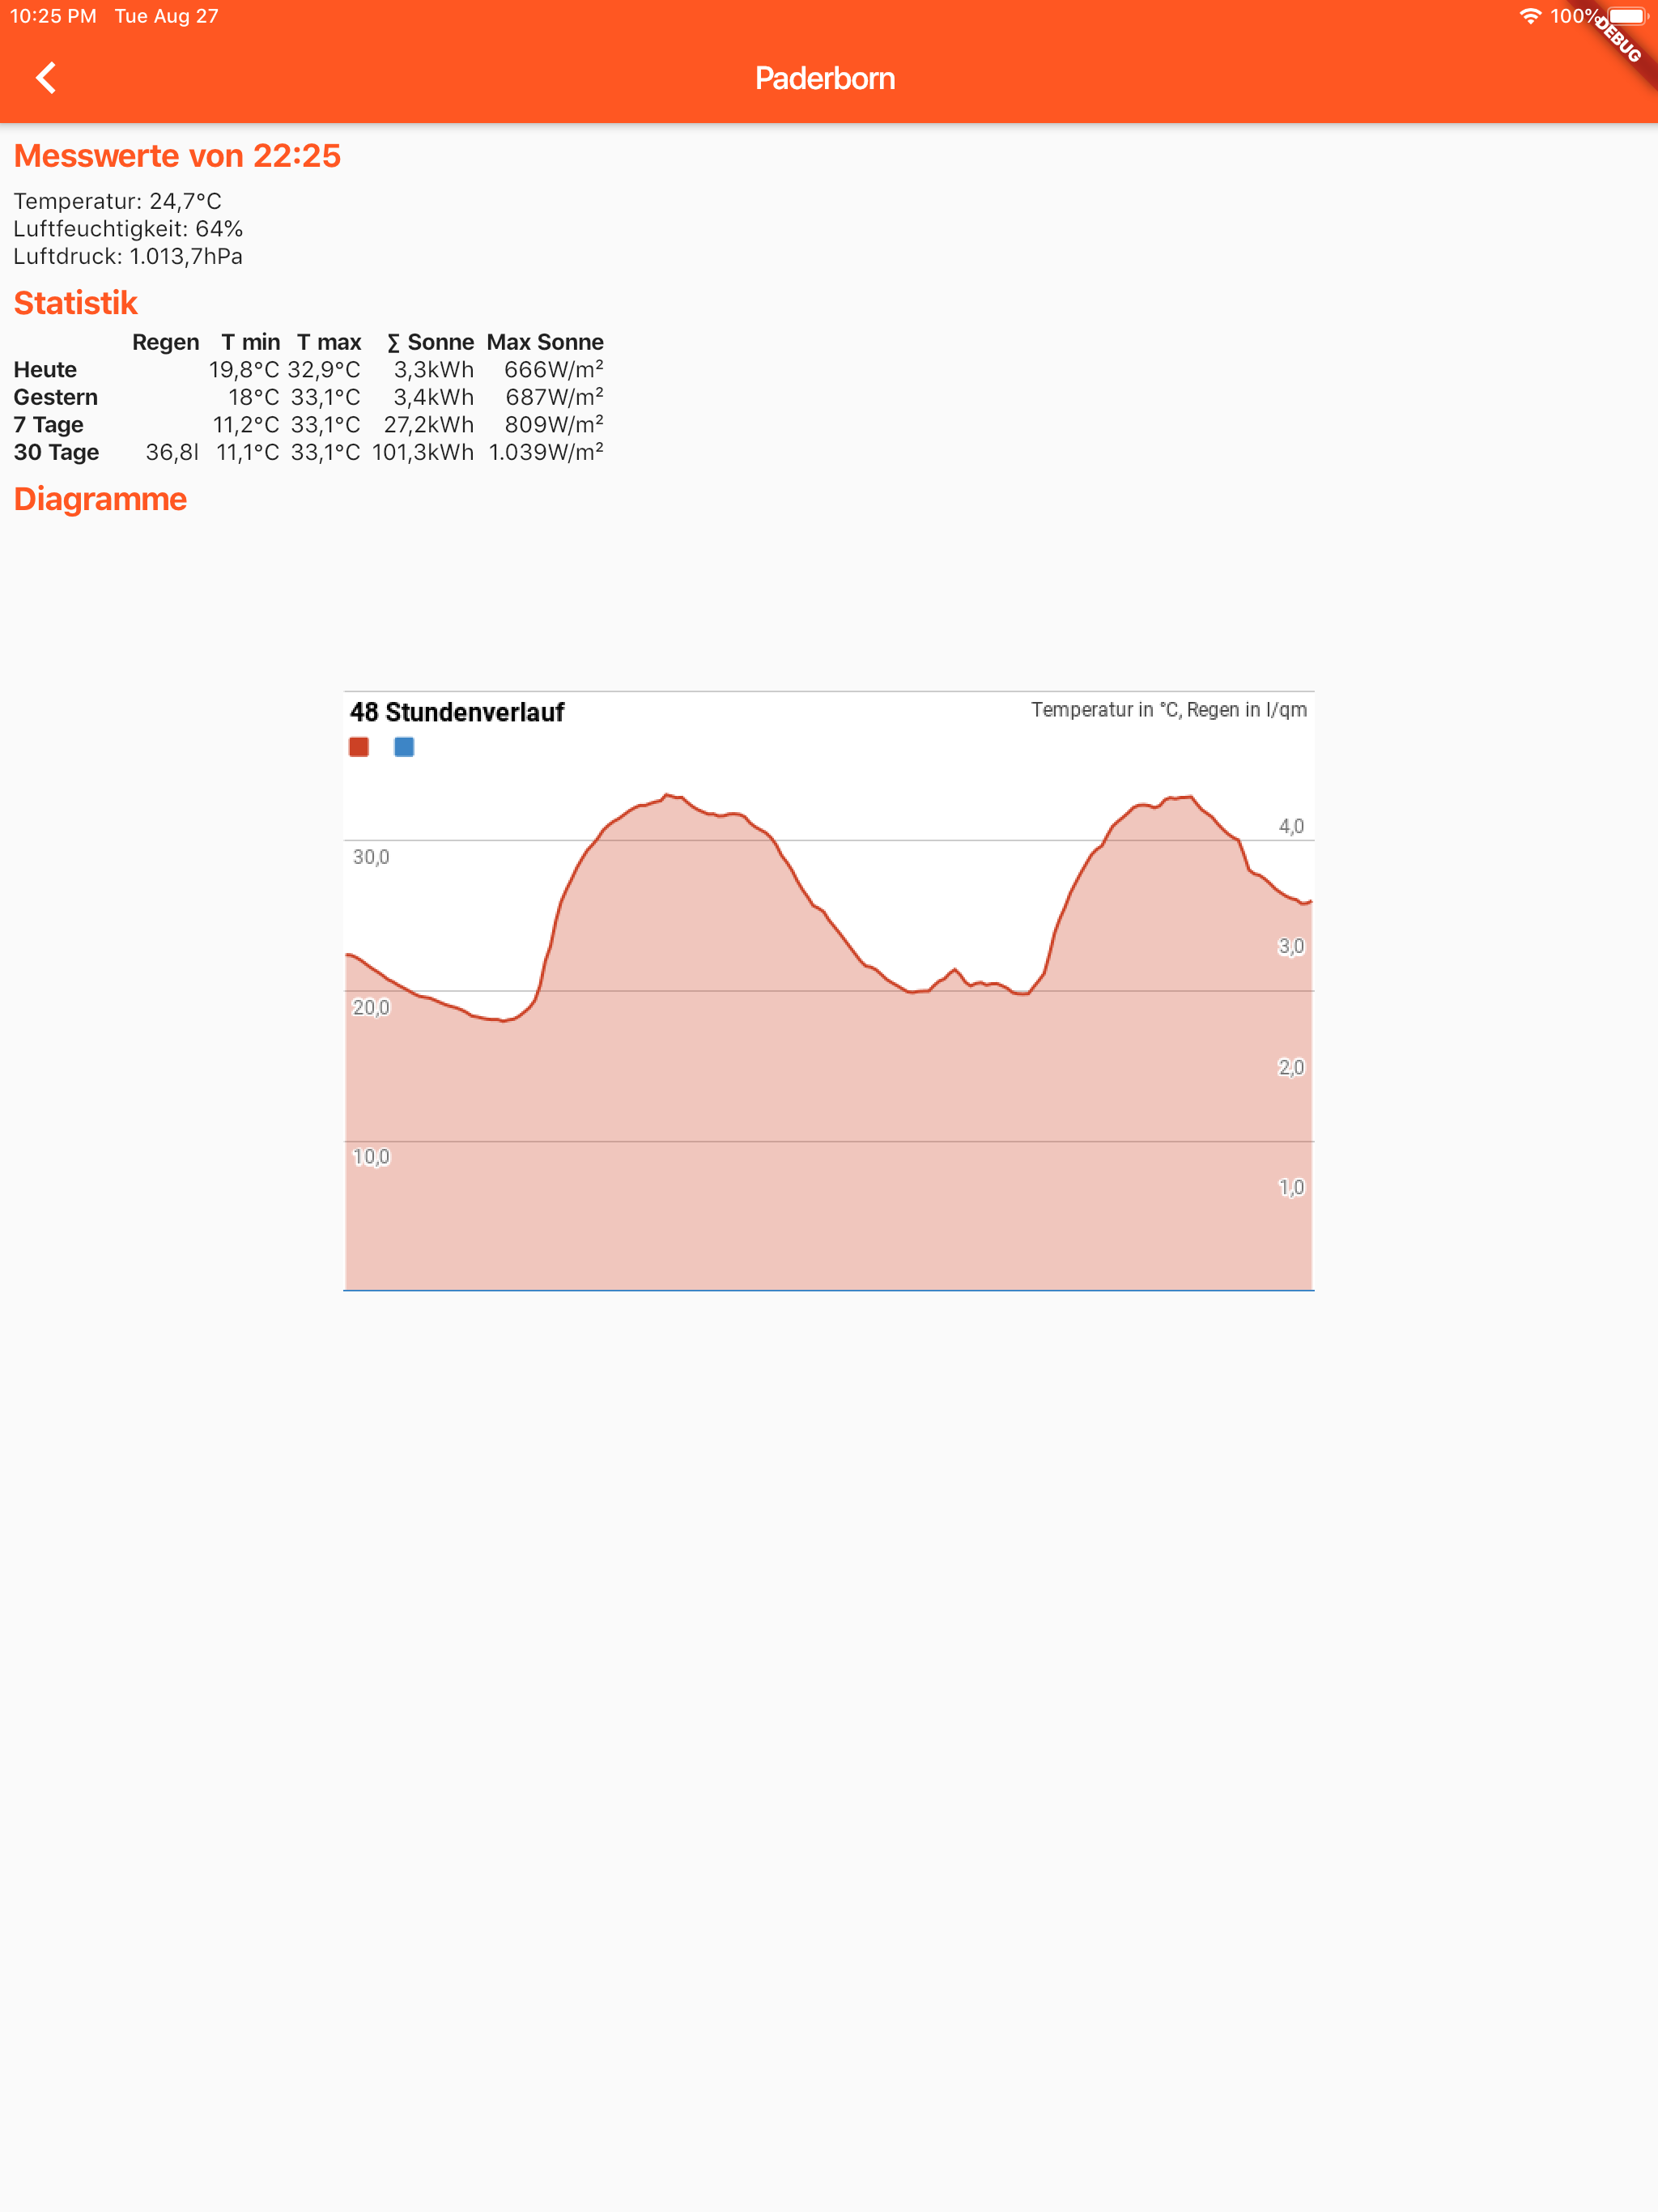 10:25 PM Tue Aug 27 100%
DEBUG
Paderborn
Messwerte von 22:25
Temperatur: 24,7°C
Luftfeuchtigkeit: 64%
Luftdruck: 1.013,7hPa
Statistik
Regen T min T max ∑ Sonne Max Sonne
Heute 19,8°C 32,9°C 3,3kWh 666W/m²
Gestern 18°C 33,1°C 3,4kWh 687W/m²
7 Tage 11,2°C 33,1°C 27,2kWh 809W/m²
30 Tage 36,8l 11,1°C 33,1°C 101,3kWh 1.039W/m²
Diagramme
48 Stundenverlauf Temperatur in °C, Regen in l/qm
4,0
30,0
3,0
20,0
2,0
10,0
1,0